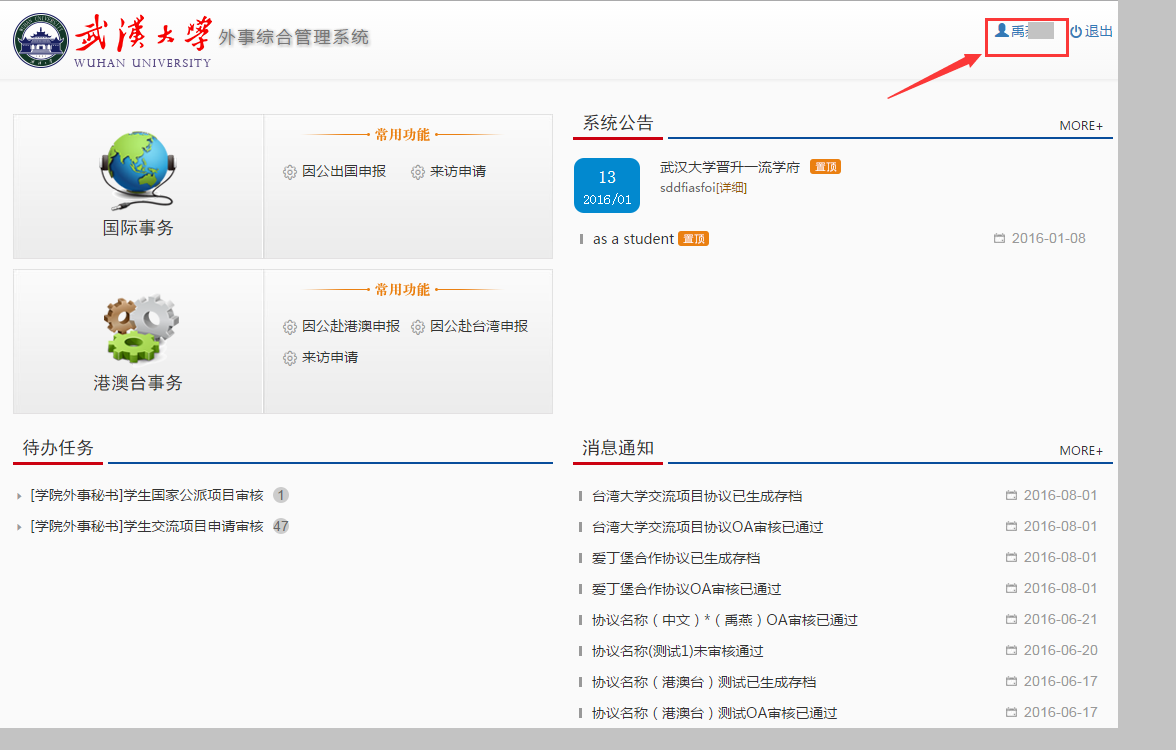 武漢大学
WUHAN UNIVERSITY
外事综合管理系统
禹燕
退出
国际事务
常用功能
因公出国申报 来访申请
港澳台事务
常用功能
因公赴港澳申报 因公赴台湾申报
来访申请
系统公告 MORE+
13
2016/01
武汉大学晋升一流学府 置顶
sddfiasfoi[详细]
as a student 置顶 2016-01-08
待办任务
[学院外事秘书]学生国家公派项目审核 1
[学院外事秘书]学生交流项目申请审核 47
消息通知 MORE+
台湾大学交流项目协议已生成存档 2016-08-01
台湾大学交流项目协议OA审核已通过 2016-08-01
爱丁堡合作协议已生成存档 2016-08-01
爱丁堡合作协议OA审核已通过 2016-08-01
协议名称（中文）*（禹燕）OA审核已通过 2016-06-21
协议名称(测试1)未审核通过 2016-06-20
协议名称（港澳台）测试已生成存档 2016-06-17
协议名称（港澳台）测试OA审核已通过 2016-06-17